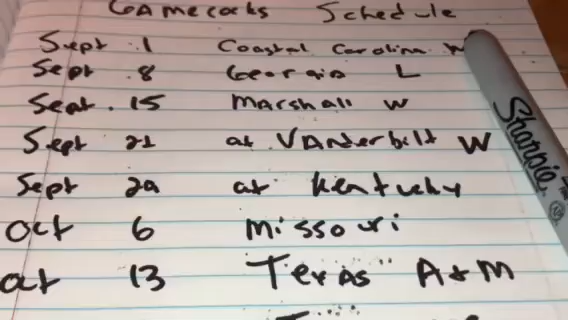 Gamecocks Schedule
Sept .1 Coastal Carolina W
Sept .8 Georgia L
Sept . 15 Marshall W
Sept 21 at VAnderbilt W
Sept 29 at Kentucky
Oct 6 Missouri
Oct 13 Texas A+M
Sharpie